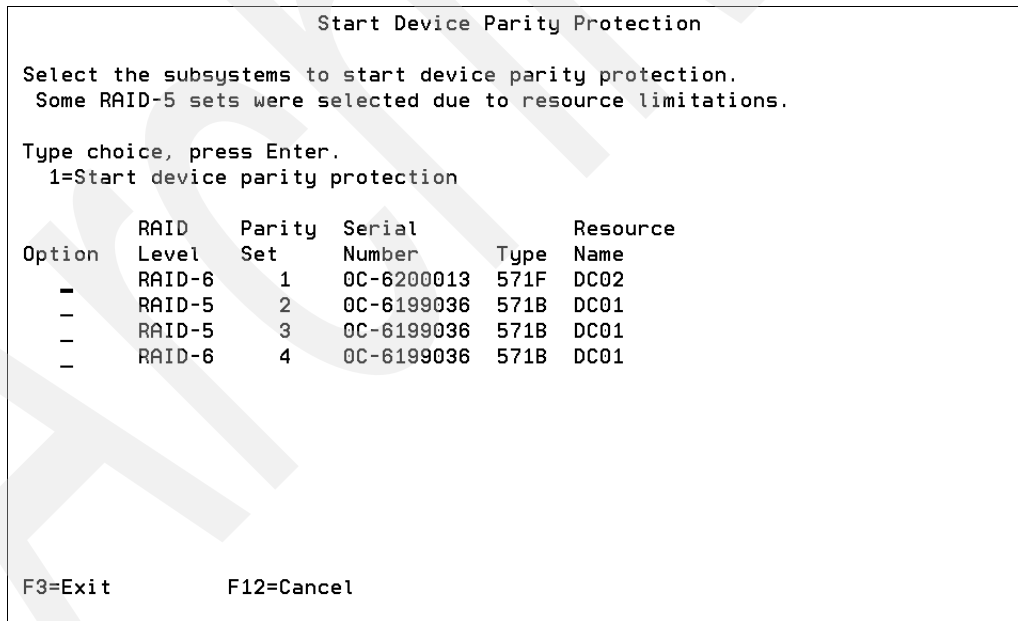 Start Device Parity Protection
Select the subsystems to start device parity protection.
Some RAID-5 sets were selected due to resource limitations.
Type choice, press Enter.
1=Start device parity protection
RAID Parity Serial Resource
Option Level Set Number Type Name
_ RAID-6 1 0C-6200013 571F DC02
_ RAID-5 2 0C-6199036 571B DC01
_ RAID-5 3 0C-6199036 571B DC01
_ RAID-6 4 0C-6199036 571B DC01
F3=Exit F12=Cancel